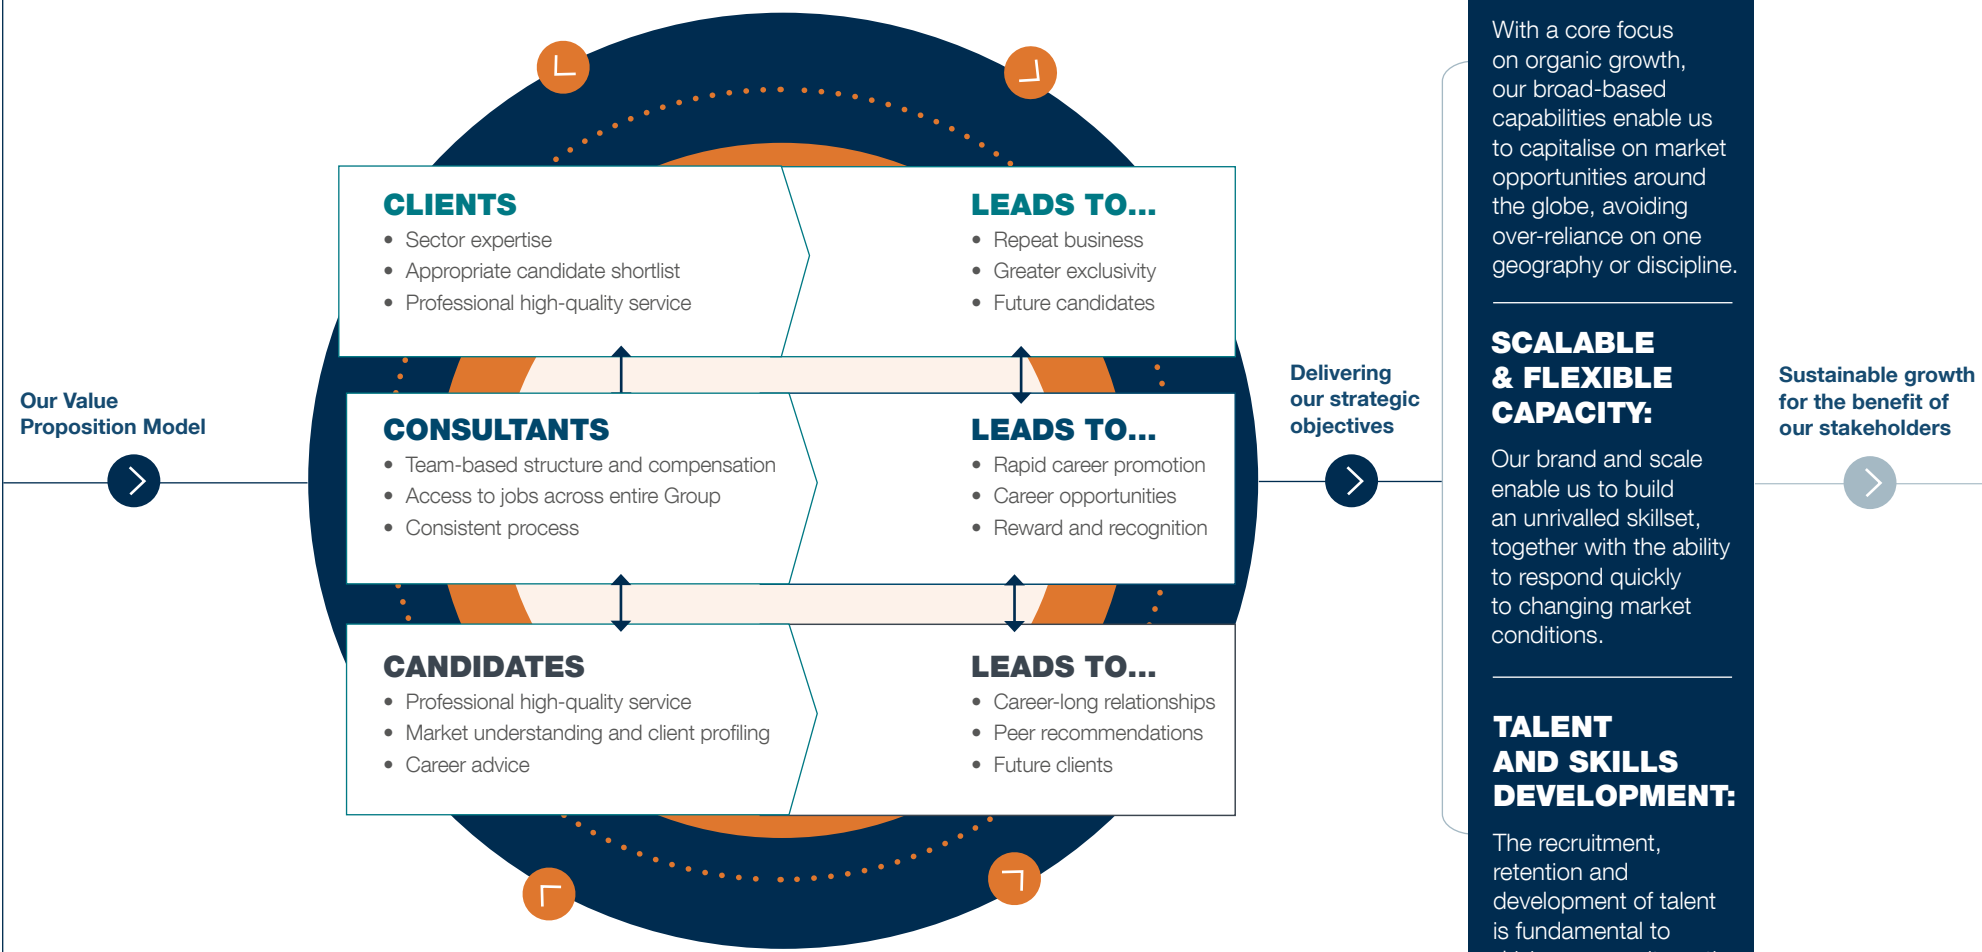 Our Value
Proposition Model
CLIENTS
• Sector expertise
• Appropriate candidate shortlist
• Professional high-quality service
LEADS TO...
• Repeat business
• Greater exclusivity
• Future candidates
CONSULTANTS
• Team-based structure and compensation
• Access to jobs across entire Group
• Consistent process
LEADS TO...
• Rapid career promotion
• Career opportunities
• Reward and recognition
CANDIDATES
• Professional high-quality service
• Market understanding and client profiling
• Career advice
LEADS TO...
• Career-long relationships
• Peer recommendations
• Future clients
Delivering
our strategic
objectives
With a core focus
on organic growth,
our broad-based
capabilities enable us
to capitalise on market
opportunities around
the globe, avoiding
over-reliance on one
geography or discipline.
SCALABLE
& FLEXIBLE
CAPACITY:
Our brand and scale
enable us to build
an unrivalled skillset,
together with the ability
to respond quickly
to changing market
conditions.
TALENT
AND SKILLS
DEVELOPMENT:
The recruitment,
retention and
development of talent
is fundamental to
Sustainable growth
for the benefit of
our stakeholders